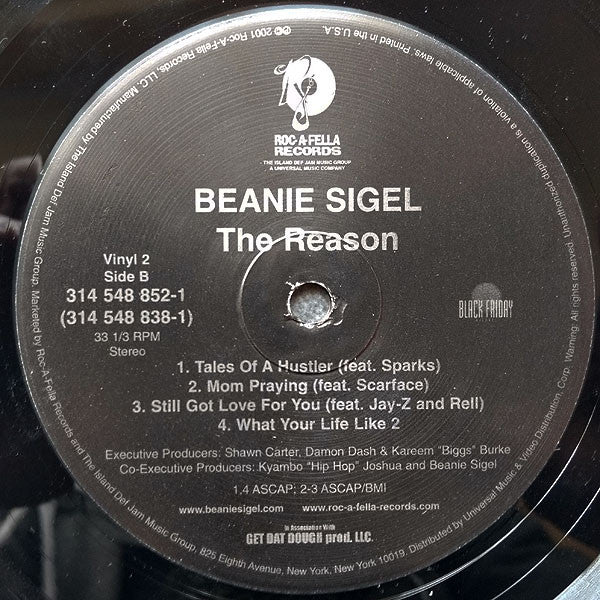 ℗© 2001 Roc-A-Fella Records, LLC. Manufactured by The Island Def Jam Music Group. Marketed by Roc-A-Fella Records and The Island Def Jam Music Group, 825 Eighth Avenue, New York, New York 10019. Distributed by Universal Music & Video Distribution, Corp. Warning: All rights reserved. Unauthorized duplication is a violation of applicable laws. Printed in the U.S.A.
R
ROC-A-FELLA
RECORDS
THE ISLAND DEF JAM MUSIC GROUP
A UNIVERSAL MUSIC COMPANY
BEANIE SIGEL
The Reason
Vinyl 2
Side B
314 548 852-1
(314 548 838-1)
33 1/3 RPM
Stereo
BLACK FRIDAY
1. Tales Of A Hustler (feat. Sparks)
2. Mom Praying (feat. Scarface)
3. Still Got Love For You (feat. Jay-Z and Rell)
4. What Your Life Like 2
Executive Producers: Shawn Carter, Damon Dash & Kareem "Biggs" Burke
Co-Executive Producers: Kyambo "Hip Hop" Joshua and Beanie Sigel
1,4 ASCAP; 2-3 ASCAP/BMI
www.beaniesigel.com www.roc-a-fella-records.com
In Association With
GET DAT DOUGH prod. LLC.